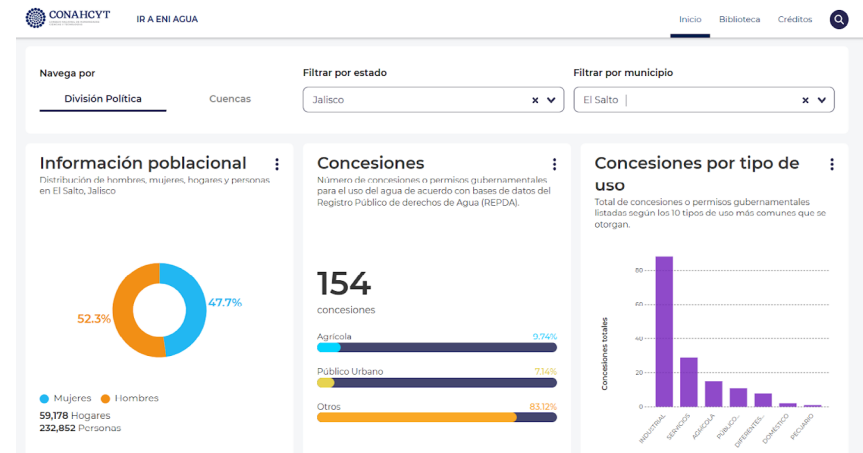 CONAHCYT
IR A ENI AGUA
Inicio
Biblioteca
Créditos
Navega por
División Política
Cuencas
Filtrar por estado
Jalisco
Filtrar por municipio
El Salto
Información poblacional
Distribución de hombres, mujeres, hogares y personas
en El Salto, Jalisco
47.7%
52.3%
Mujeres
Hombres
59,178 Hogares
232,852 Personas
Concesiones
Número de concesiones o permisos gubernamentales
para el uso del agua de acuerdo con bases de datos del
Registro Público de derechos de Agua (REPDA).
154
concesiones
Agrícola 9.74%
Público Urbano 7.14%
Otros 83.12%
Concesiones por tipo de
uso
Total de concesiones o permisos gubernamentales
listadas según los 10 tipos de uso más comunes que se
otorgan.
Concesiones totales
80
60
40
20
0
INDUSTRIAL
SERVICIOS
AGRÍCOLA
PÚBLICO...
DIFERENTES...
DOMÉSTICO
PECUARIO